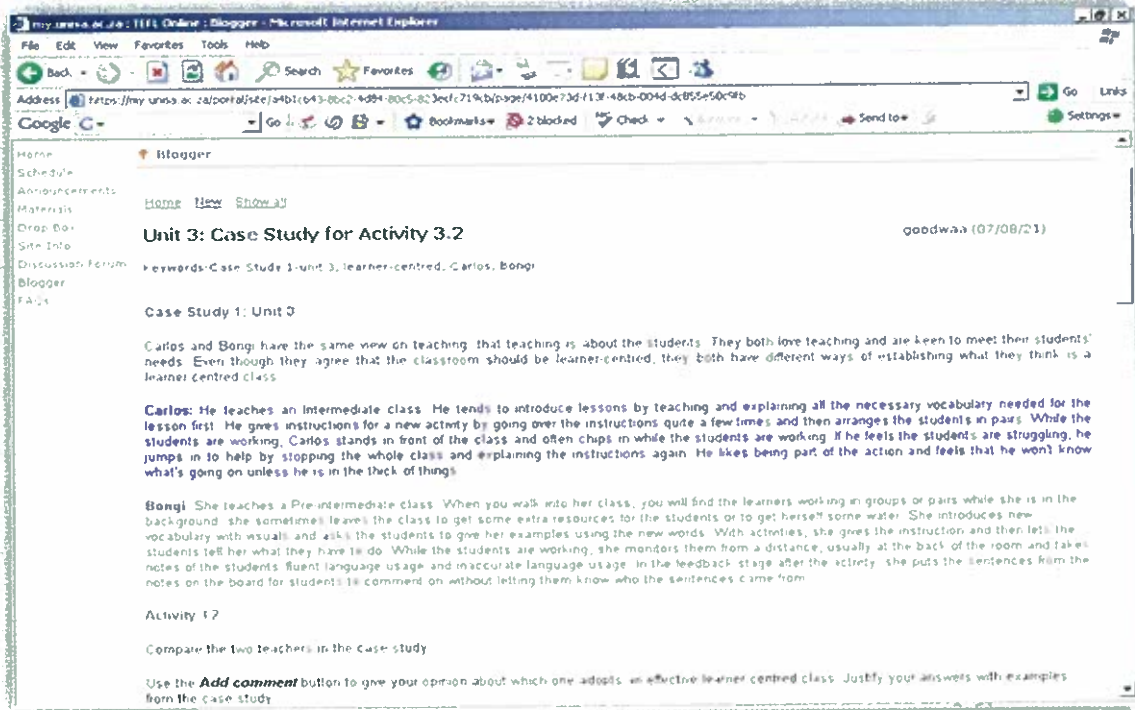 my.unisa.ac.za : TEFL Online : Blogger - Microsoft Internet Explorer
File Edit View Favorites Tools Help
Back Search Favorites
Address Go Links
Google G Go Bookmarks 2 blocked Check Send to Settings
Home
Schedule
Announcements
Materials
Drop Box
Site Info
Discussion Forum
Blogger
FAQs
Blogger
Home New Show all
Unit 3: Case Study for Activity 3.2 goodwaa (07/08/21)
keywords:Case Study 1-unit 3, learner-centred, Carlos, Bongi
Case Study 1: Unit 3
Carlos and Bongi have the same view on teaching: that teaching is about the students. They both love teaching and are keen to meet their students'
needs. Even though they agree that the classroom should be learner-centred, they both have different ways of establishing what they think is a
learner centred class
Carlos: He teaches an Intermediate class. He tends to introduce lessons by teaching and explaining all the necessary vocabulary needed for the
lesson first. He gives instructions for a new activity by going over the instructions quite a few times and then arranges the students in pairs. While the
students are working, Carlos stands in front of the class and often chips in while the students are working. If he feels the students are struggling, he
jumps in to help by stopping the whole class and explaining the instructions again. He likes being part of the action and feels that he won't know
what's going on unless he is in the thick of things
Bongi: She teaches a Pre-intermediate class. When you walk into her class, you will find the learners working in groups or pairs while she is in the
background. she sometimes leaves the class to get some extra resources for the students or to get herself some water. She introduces new
vocabulary with visuals and asks the students to give her examples using the new words. With activities, she gives the instruction and then lets the
students tell her what they have to do. While the students are working, she monitors them from a distance, usually at the back of the room and takes
notes of the students fluent language usage and inaccurate language usage. In the feedback stage after the activity, she puts the sentences from the
notes on the board for students to comment on without letting them know who the sentences came from
Activity 3.2
Compare the two teachers in the case study
Use the Add comment button to give your opinion about which one adopts an effective learner centred class. Justify your answers with examples
from the case study